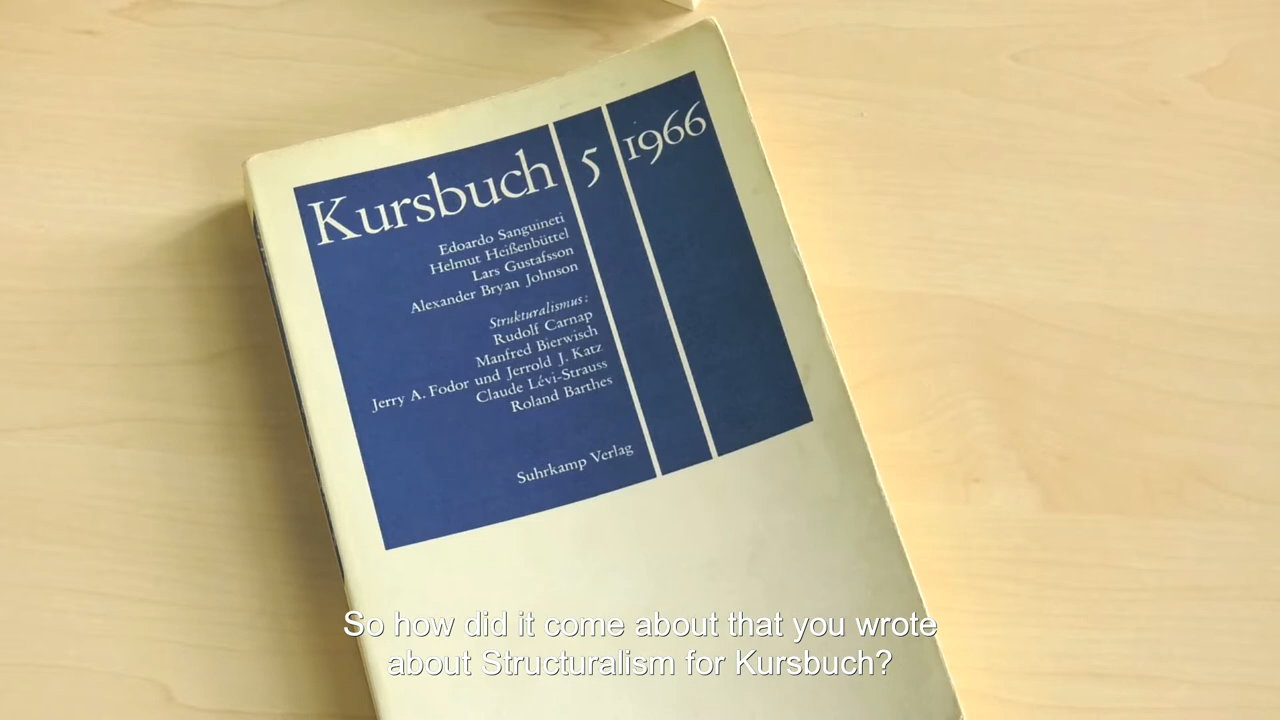 Kursbuch 5 1966
Edoardo Sanguineti
Helmut Heißenbüttel
Lars Gustafsson
Alexander Bryan Johnson
Strukturalismus:
Rudolf Carnap
Manfred Bierwisch
Jerry A. Fodor und Jerrold J. Katz
Claude Lévi-Strauss
Roland Barthes
Suhrkamp Verlag
So how did it come about that you wrote
about Structuralism for Kursbuch?